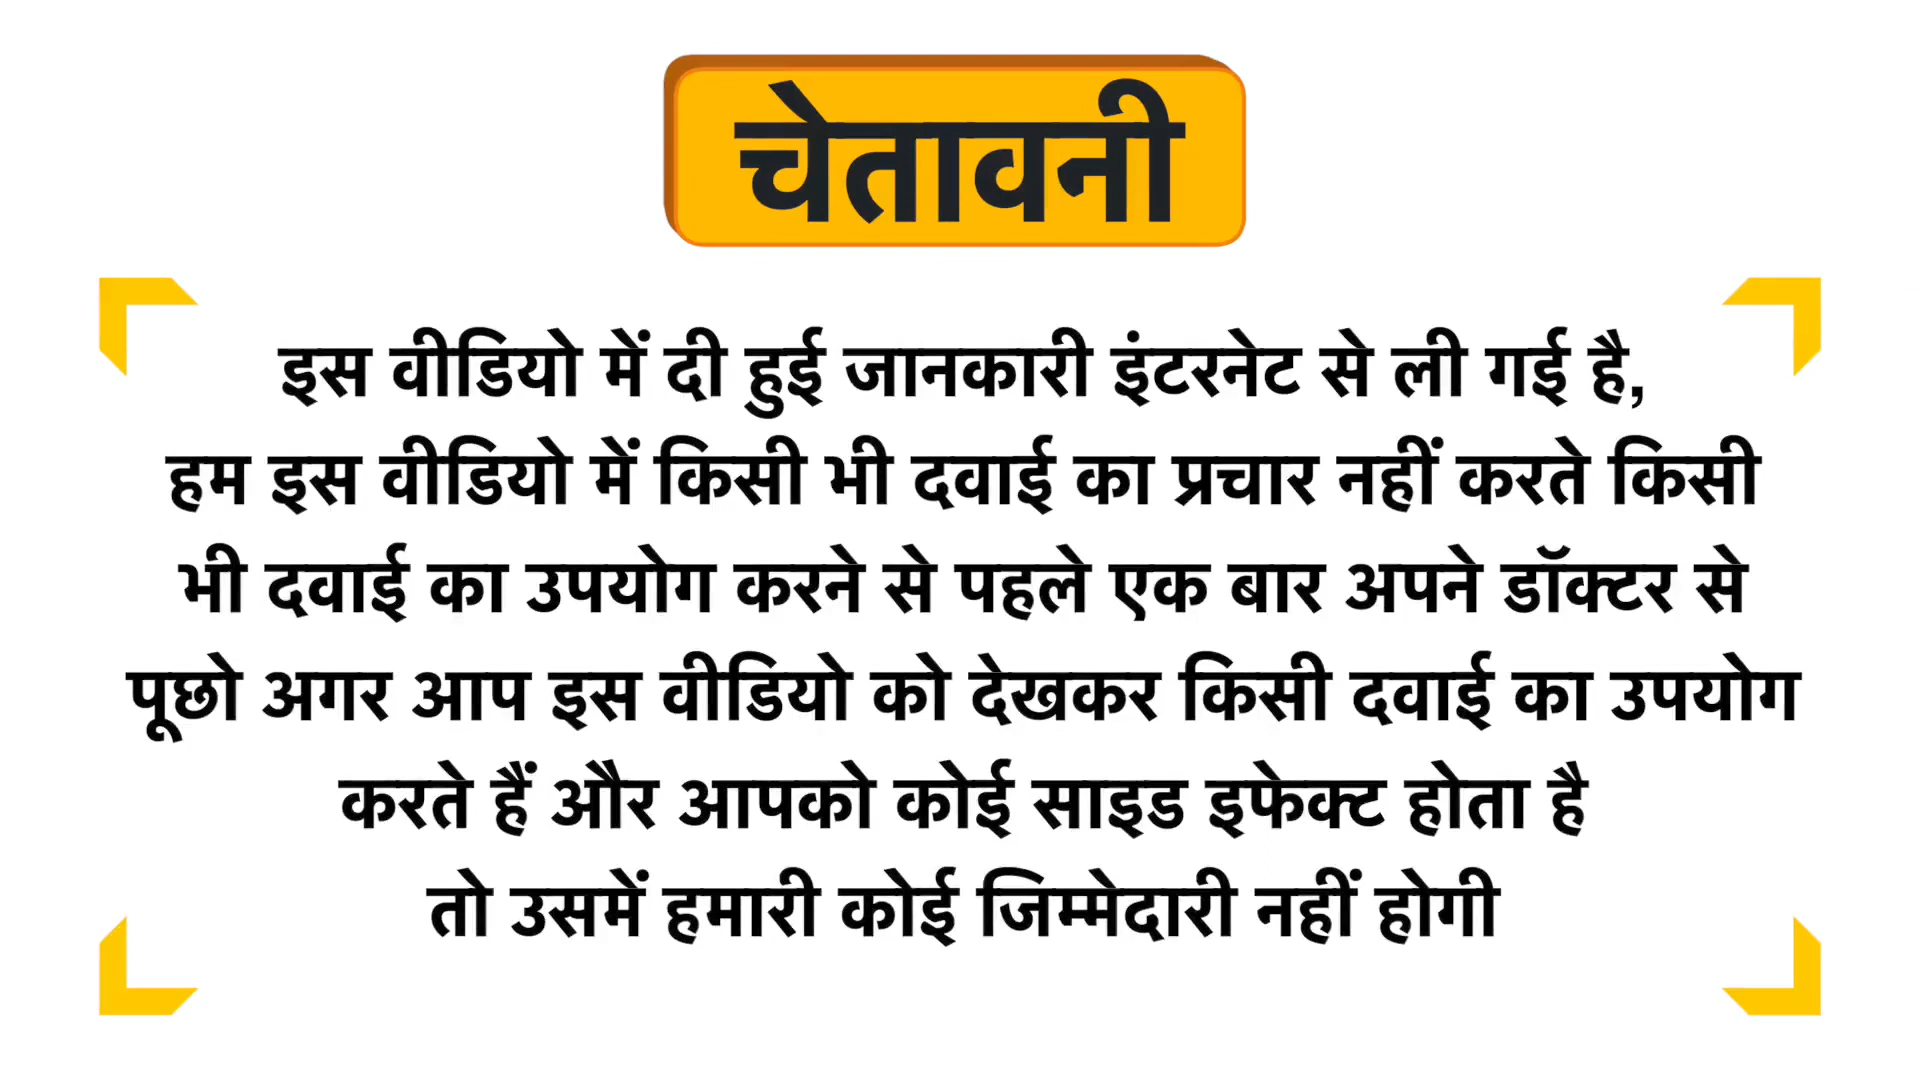 चेतावनी
इस वीडियो में दी हुई जानकारी इंटरनेट से ली गई है,
हम इस वीडियो में किसी भी दवाई का प्रचार नहीं करते किसी
भी दवाई का उपयोग करने से पहले एक बार अपने डॉक्टर से
पूछो अगर आप इस वीडियो को देखकर किसी दवाई का उपयोग
करते हैं और आपको कोई साइड इफेक्ट होता है
तो उसमें हमारी कोई जिम्मेदारी नहीं होगी